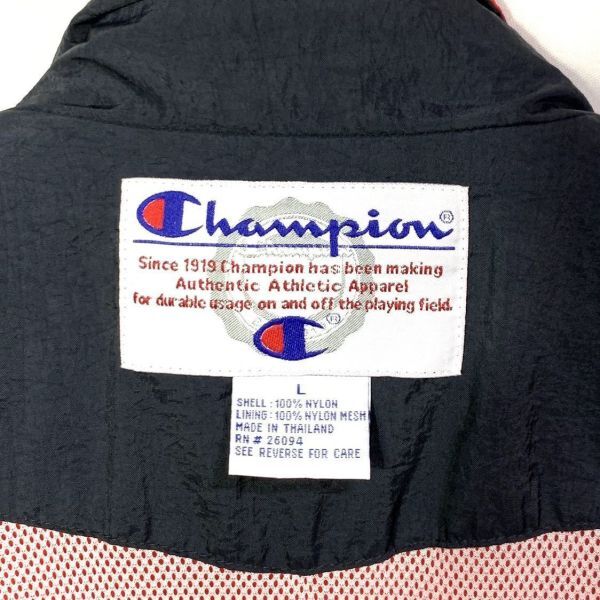 Champion®
Since 1919 Champion has been making
Authentic Athletic Apparel
for durable usage on and off the playing field.
®
L
SHELL : 100% NYLON
LINING : 100% NYLON MESH
MADE IN THAILAND
RN # 26094
SEE REVERSE FOR CARE